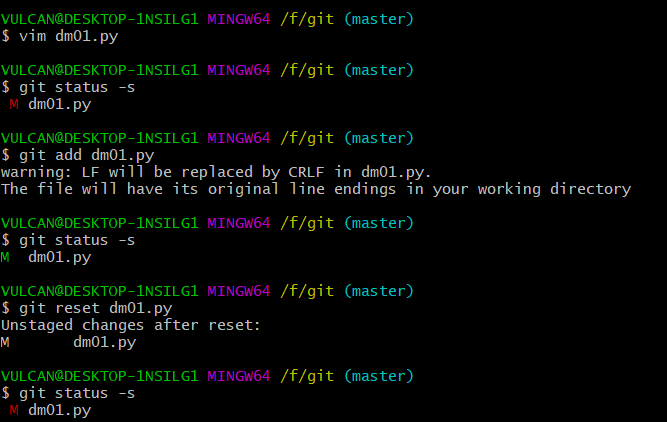 VULCAN@DESKTOP-1NSILG1 MINGW64 /f/git (master)
$ vim dm01.py
VULCAN@DESKTOP-1NSILG1 MINGW64 /f/git (master)
$ git status -s
 M dm01.py
VULCAN@DESKTOP-1NSILG1 MINGW64 /f/git (master)
$ git add dm01.py
warning: LF will be replaced by CRLF in dm01.py.
The file will have its original line endings in your working directory
VULCAN@DESKTOP-1NSILG1 MINGW64 /f/git (master)
$ git status -s
M  dm01.py
VULCAN@DESKTOP-1NSILG1 MINGW64 /f/git (master)
$ git reset dm01.py
Unstaged changes after reset:
M       dm01.py
VULCAN@DESKTOP-1NSILG1 MINGW64 /f/git (master)
$ git status -s
 M dm01.py